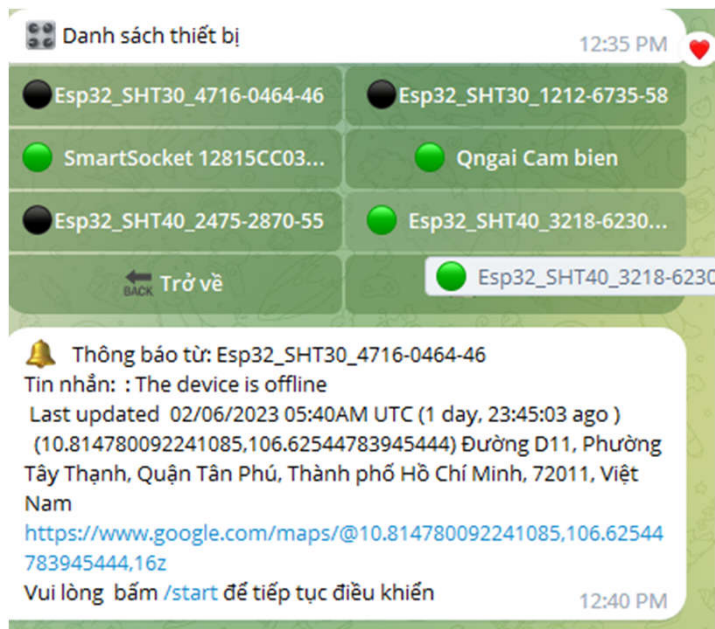 Danh sách thiết bị
12:35 PM
Esp32_SHT30_4716-0464-46
Esp32_SHT30_1212-6735-58
SmartSocket 12815CC03...
Qngai Cam bien
Esp32_SHT40_2475-2870-55
Esp32_SHT40_3218-6230...
BACK Trở về
Esp32_SHT40_3218-6230
Thông báo từ: Esp32_SHT30_4716-0464-46
Tin nhắn: : The device is offline
Last updated 02/06/2023 05:40AM UTC (1 day, 23:45:03 ago )
(10.814780092241085,106.62544783945444) Đường D11, Phường
Tây Thạnh, Quận Tân Phú, Thành phố Hồ Chí Minh, 72011, Việt
Nam
https://www.google.com/maps/@10.814780092241085,106.62544
783945444,16z
Vui lòng bấm /start để tiếp tục điều khiển
12:40 PM